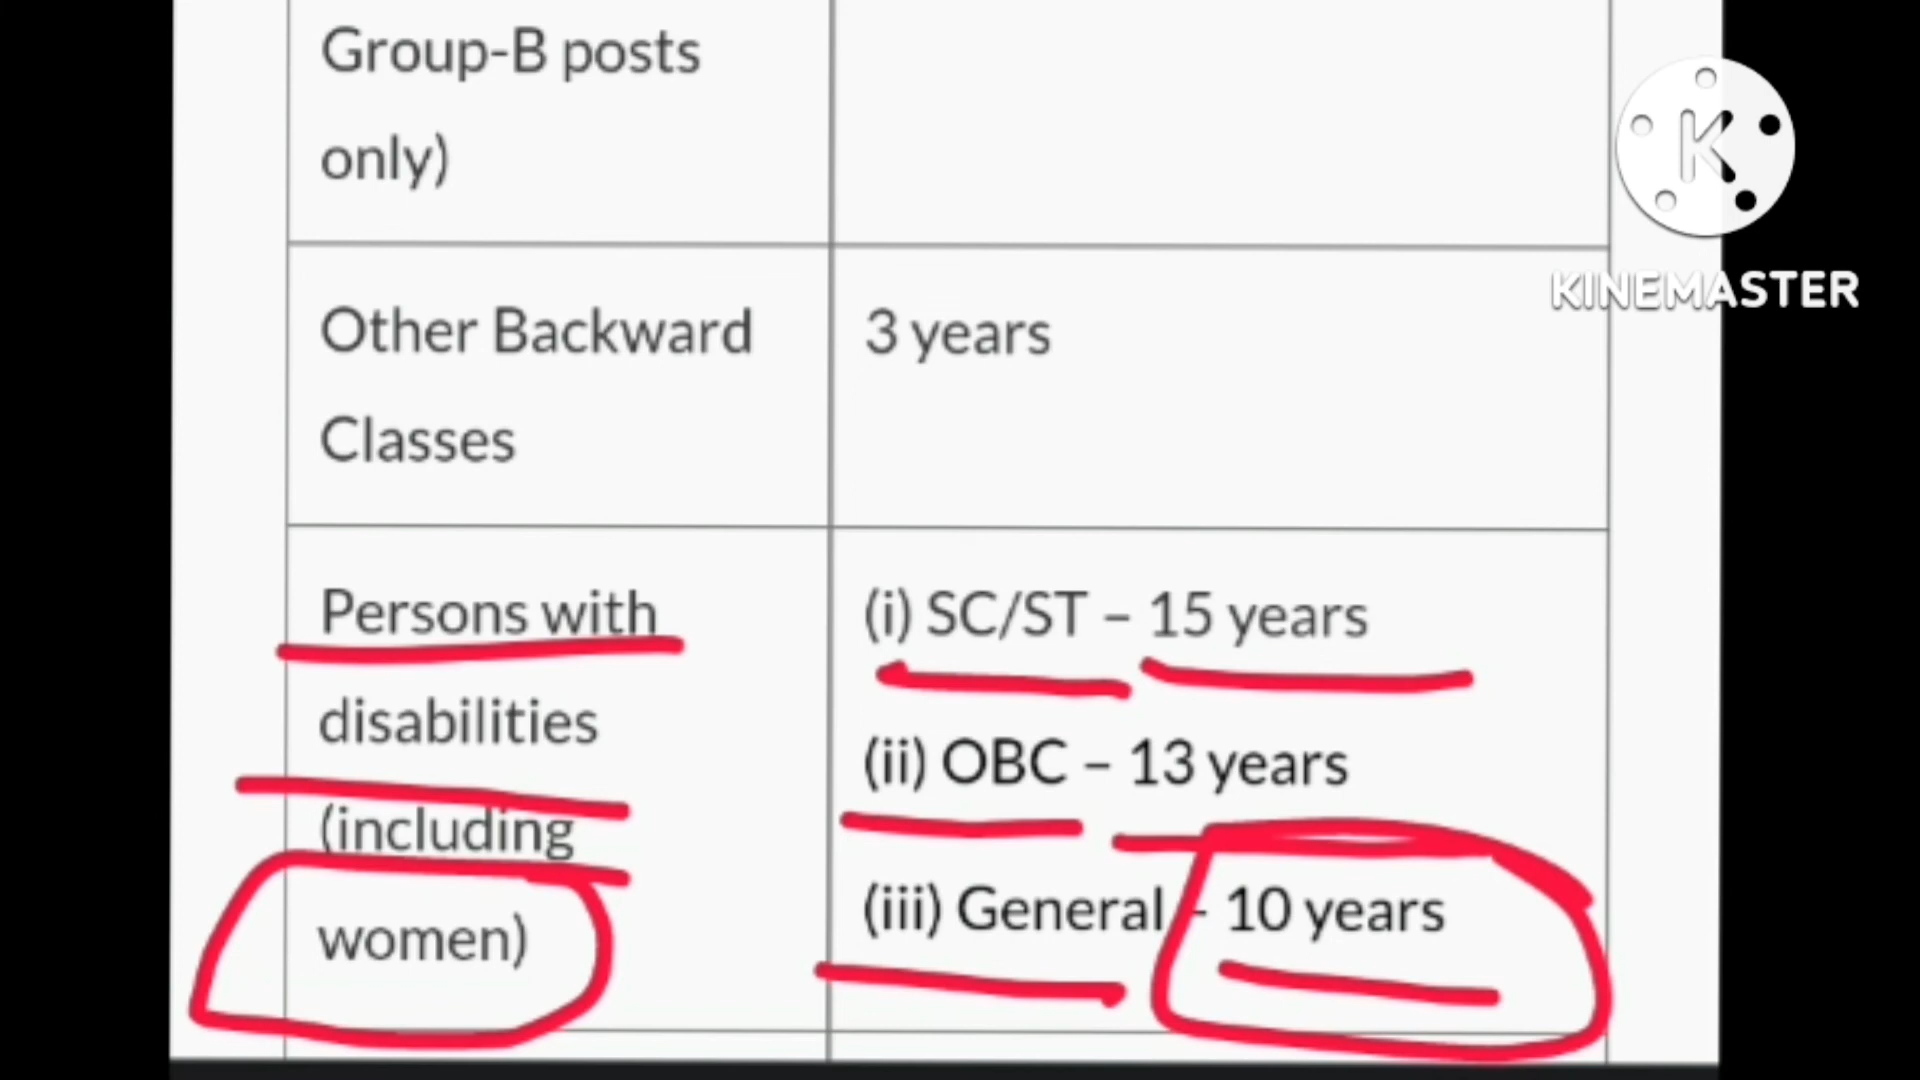 Group-B posts
only)
Other Backward
Classes
3 years
Persons with
disabilities
(including
women)
(i) SC/ST – 15 years
(ii) OBC – 13 years
(iii) General - 10 years
K
KINEMASTER